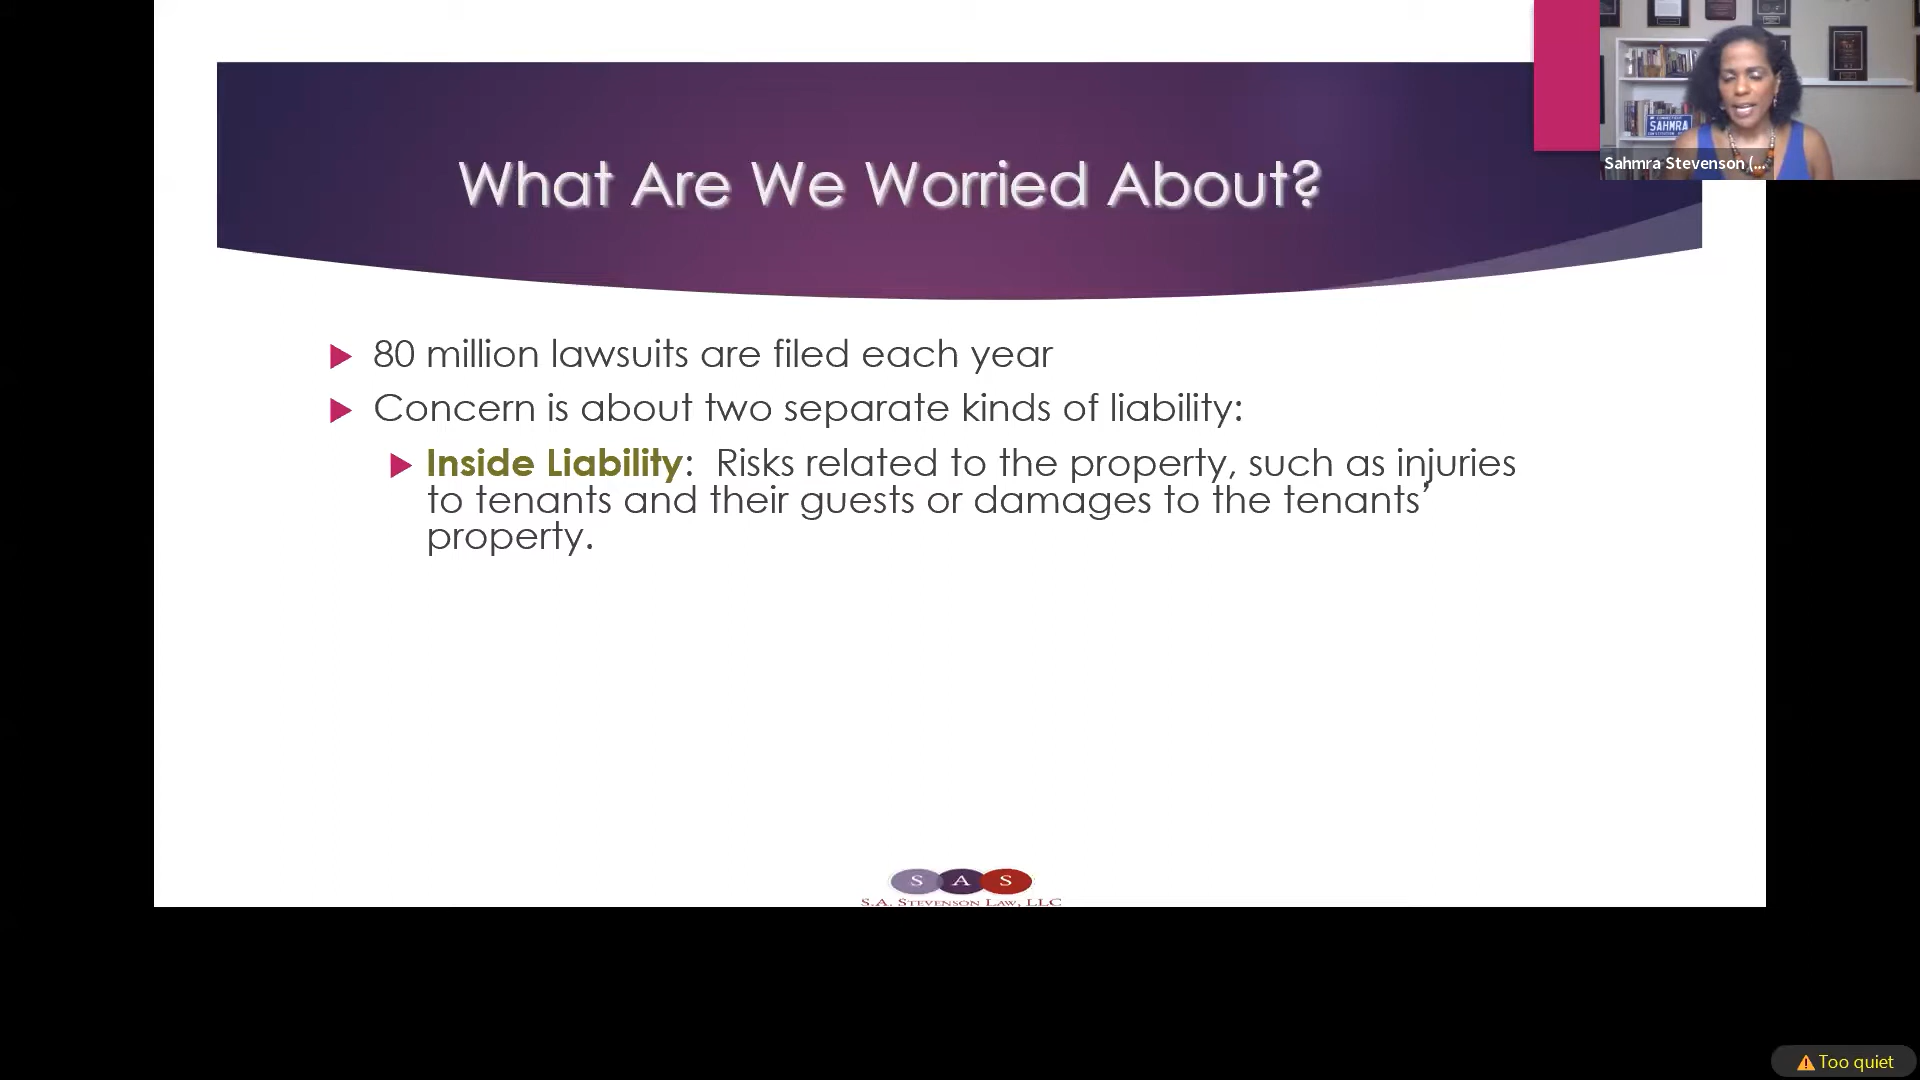 What Are We Worried About?
SAHMRA
Sahmra Stevenson (...
80 million lawsuits are filed each year
Concern is about two separate kinds of liability:
Inside Liability: Risks related to the property, such as injuries
to tenants and their guests or damages to the tenants’
property.
S A S
S.A. STEVENSON LAW, LLC
Too quiet